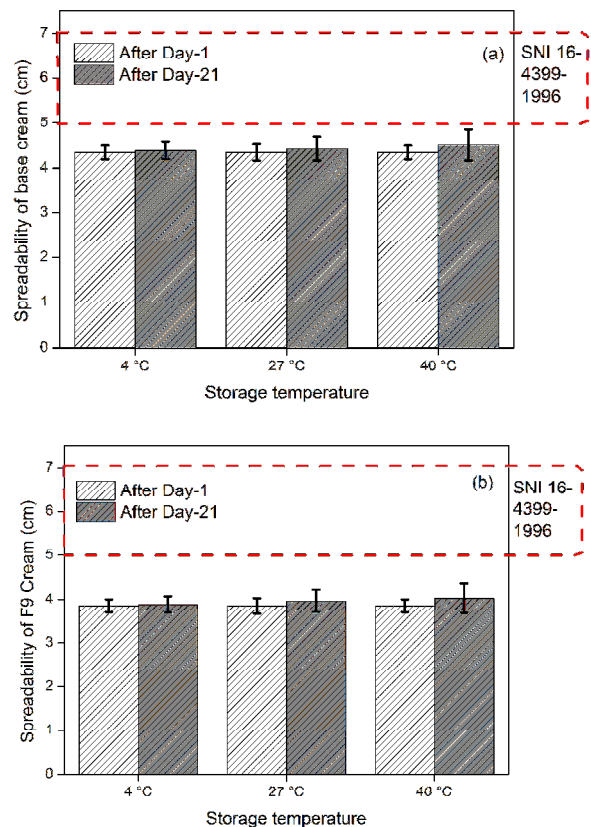 7
6
5
4
3
2
1
0
Spreadability of base cream (cm)
After Day-1
After Day-21
(a)
SNI 16-
4399-
1996
4 °C
27 °C
40 °C
Storage temperature
7
6
5
4
3
2
1
0
Spreadability of F9 Cream (cm)
After Day-1
After Day-21
(b)
SNI 16-
4399-
1996
4 °C
27 °C
40 °C
Storage temperature